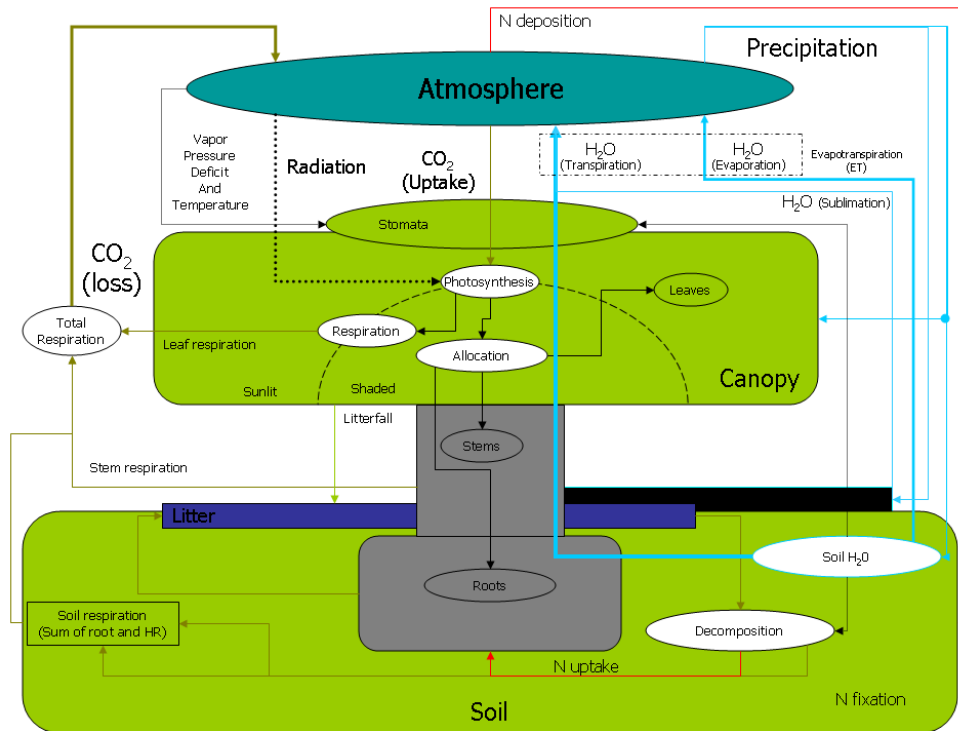 N deposition
Precipitation
Atmosphere
Vapor
Pressure
Deficit
And
Temperature
Radiation
CO2
(Uptake)
H2O
(Transpiration)
H2O
(Evaporation)
Evapotranspiration
(ET)
H2O (Sublimation)
Stomata
CO2
(loss)
Photosynthesis
Leaves
Total
Respiration
Leaf respiration
Respiration
Allocation
Canopy
Sunlit
Shaded
Litterfall
Stems
Stem respiration
Litter
Soil H20
Roots
Soil respiration
(Sum of root and HR)
Decomposition
N uptake
N fixation
Soil